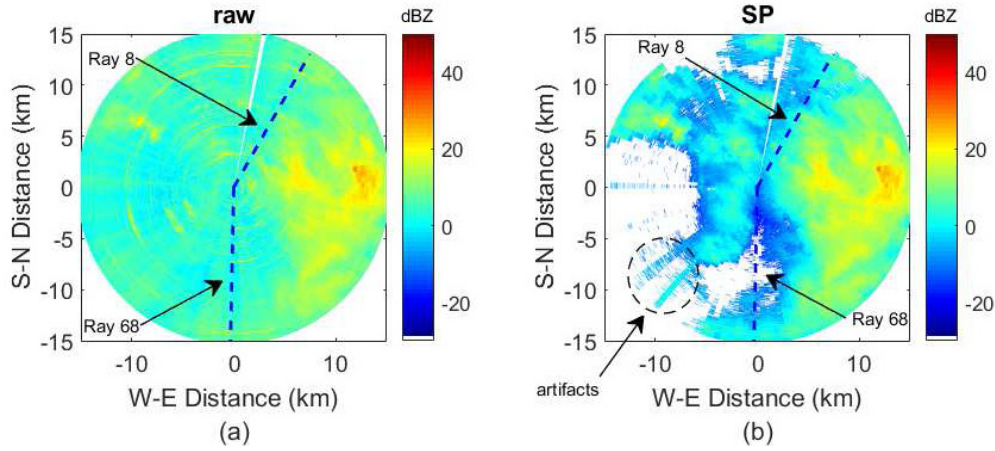 raw
dBZ
Ray 8
Ray 68
40
20
0
-20
15
10
5
0
-5
-10
-15
-10
0
10
S-N Distance (km)
W-E Distance (km)
(a)
SP
dBZ
Ray 8
Ray 68
artifacts
40
20
0
-20
15
10
5
0
-5
-10
-15
-10
0
10
S-N Distance (km)
W-E Distance (km)
(b)